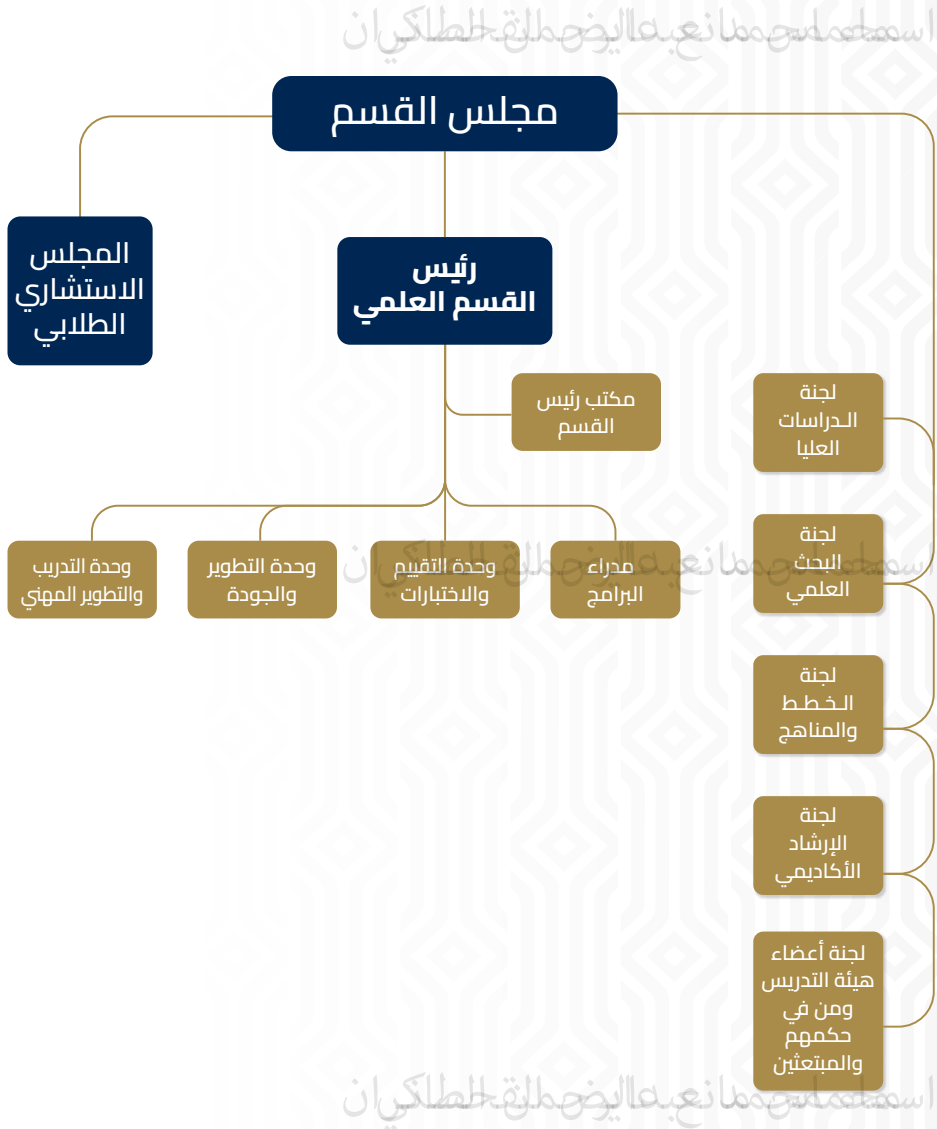 مجلس القسم
المجلس
الاستشاري
الطلابي
رئيس
القسم العلمي
مكتب رئيس
القسم
لجنة
الـدراسات
العليا
لجنة
البحث
العلمي
لجنة
الـخـطـط
والمناهج
لجنة
الإرشاد
الأكاديمي
لجنة أعضاء
هيئة التدريس
ومن في
حكمهم
والمبتعثين
مدراء
البرامج
وحدة التقييم
والاختبارات
وحدة التطوير
والجودة
وحدة التدريب
والتطوير المهني